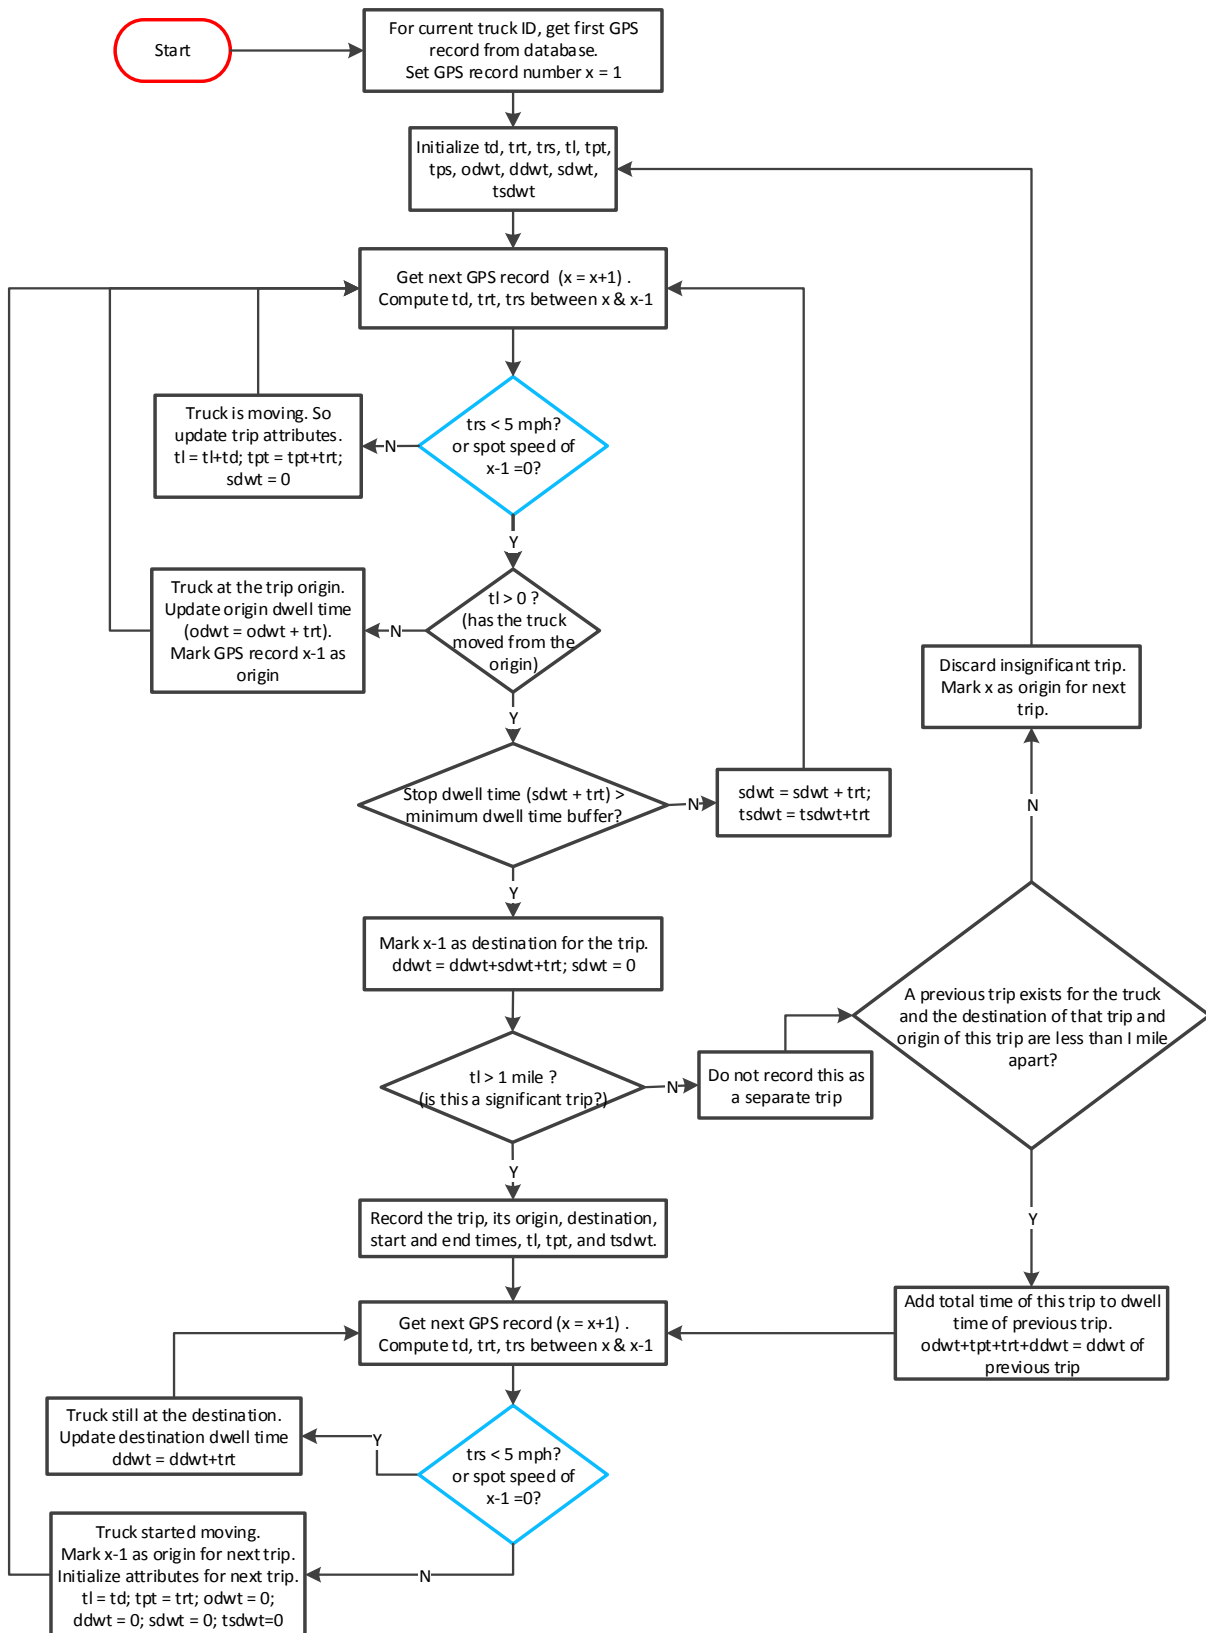 Start
For current truck ID, get first GPS
record from database.
Set GPS record number x = 1
Initialize td, trt, trs, tl, tpt,
tps, odwt, ddwt, sdwt,
tsdwt
Get next GPS record (x = x+1) .
Compute td, trt, trs between x & x-1
trs < 5 mph?
or spot speed of
x-1 =0?
N
Truck is moving. So
update trip attributes.
tl = tl+td; tpt = tpt+trt;
sdwt = 0
Y
tl > 0 ?
(has the truck
moved from the
origin)
N
Truck at the trip origin.
Update origin dwell time
(odwt = odwt + trt).
Mark GPS record x-1 as
origin
Y
Stop dwell time (sdwt + trt) >
minimum dwell time buffer?
N
sdwt = sdwt + trt;
tsdwt = tsdwt+trt
Y
Mark x-1 as destination for the trip.
ddwt = ddwt+sdwt+trt; sdwt = 0
tl > 1 mile ?
(is this a significant trip?)
N
Do not record this as
a separate trip
A previous trip exists for the truck
and the destination of that trip and
origin of this trip are less than I mile
apart?
N
Discard insignificant trip.
Mark x as origin for next
trip.
Y
Add total time of this trip to dwell
time of previous trip.
odwt+tpt+trt+ddwt = ddwt of
previous trip
Y
Record the trip, its origin, destination,
start and end times, tl, tpt, and tsdwt.
Get next GPS record (x = x+1) .
Compute td, trt, trs between x & x-1
trs < 5 mph?
or spot speed of
x-1 =0?
Y
Truck still at the destination.
Update destination dwell time
ddwt = ddwt+trt
N
Truck started moving.
Mark x-1 as origin for next trip.
Initialize attributes for next trip.
tl = td; tpt = trt; odwt = 0;
ddwt = 0; sdwt = 0; tsdwt=0